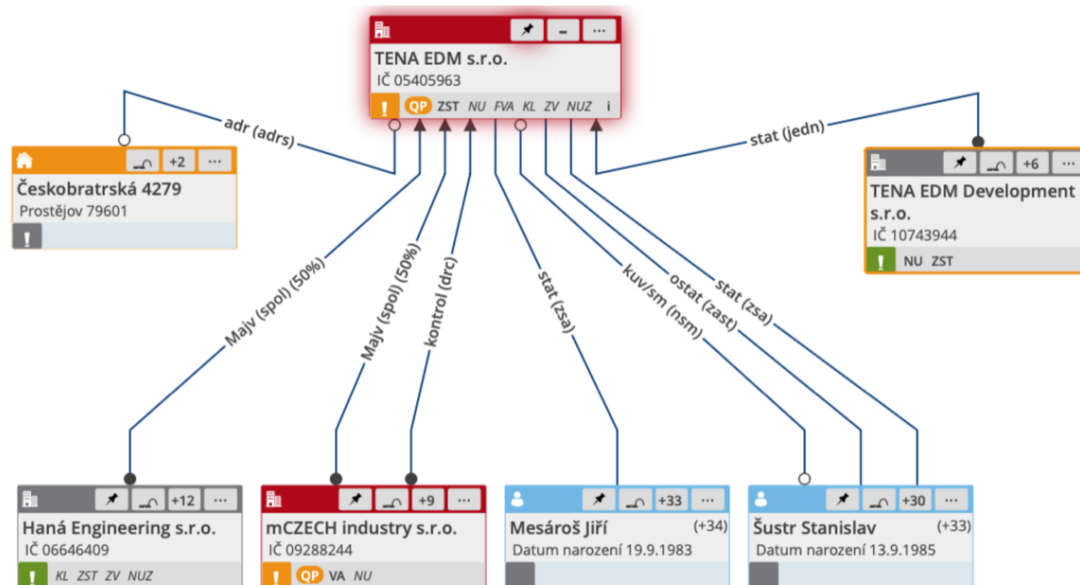 TENA EDM s.r.o.
IČ 05405963
! QP ZST NU FVA KL ZV NUZ i
adr (adrs)
stat (jedn)
+2 ...
Českobratrská 4279
Prostějov 79601
!
+6 ...
TENA EDM Development
s.r.o.
IČ 10743944
! NU ZST
Majv (spol) (50%)
Majv (spol) (50%)
kontrol (drc)
stat (zsa)
kuv/sm (nsm)
ostat (zast)
stat (zsa)
+12 ...
Haná Engineering s.r.o.
IČ 06646409
! KL ZST ZV NUZ
+9 ...
mCZECH industry s.r.o.
IČ 09288244
! QP VA NU
+33 ...
Mesároš Jiří (+34)
Datum narození 19.9.1983
+30 ...
Šustr Stanislav (+33)
Datum narození 13.9.1985